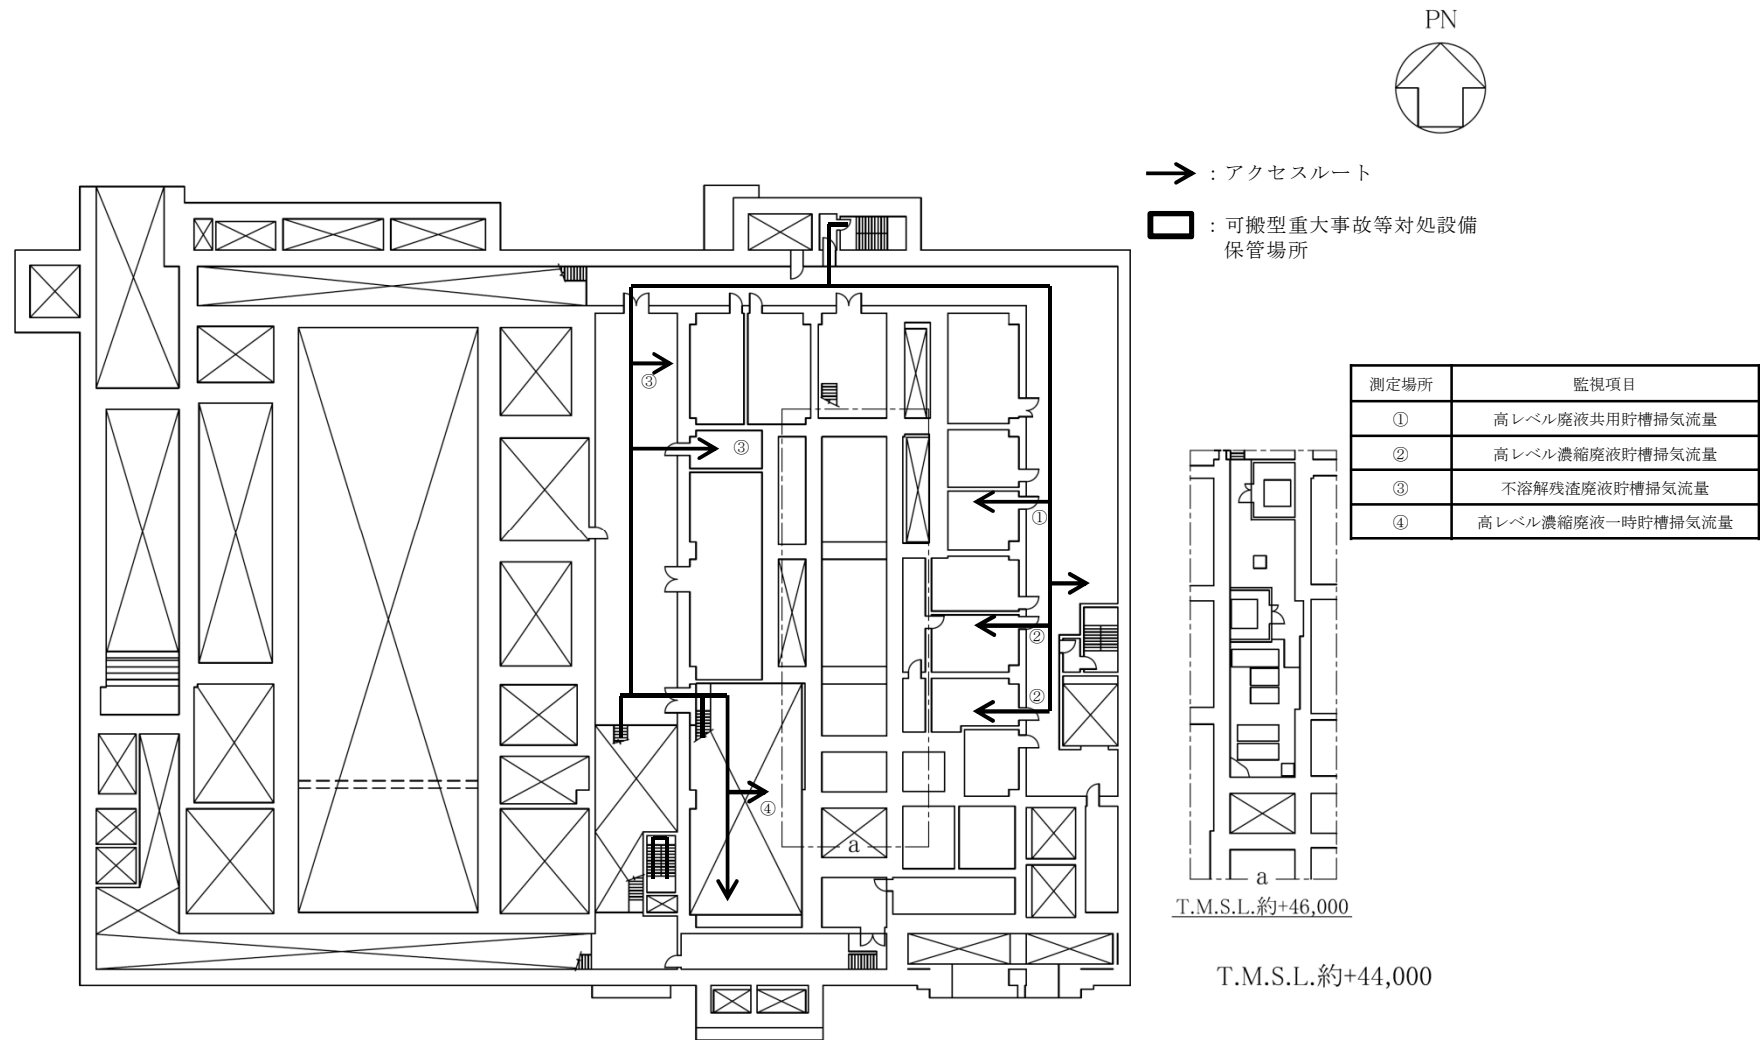 PN
：アクセスルート
：可搬型重大事故等対処設備
保管場所
測定場所 監視項目
① 高レベル廃液共用貯槽掃気流量
② 高レベル濃縮廃液貯槽掃気流量
③ 不溶解残渣廃液貯槽掃気流量
④ 高レベル濃縮廃液一時貯槽掃気流量
③
③
①
②
②
④
a
a
T.M.S.L.約+46,000
T.M.S.L.約+44,000